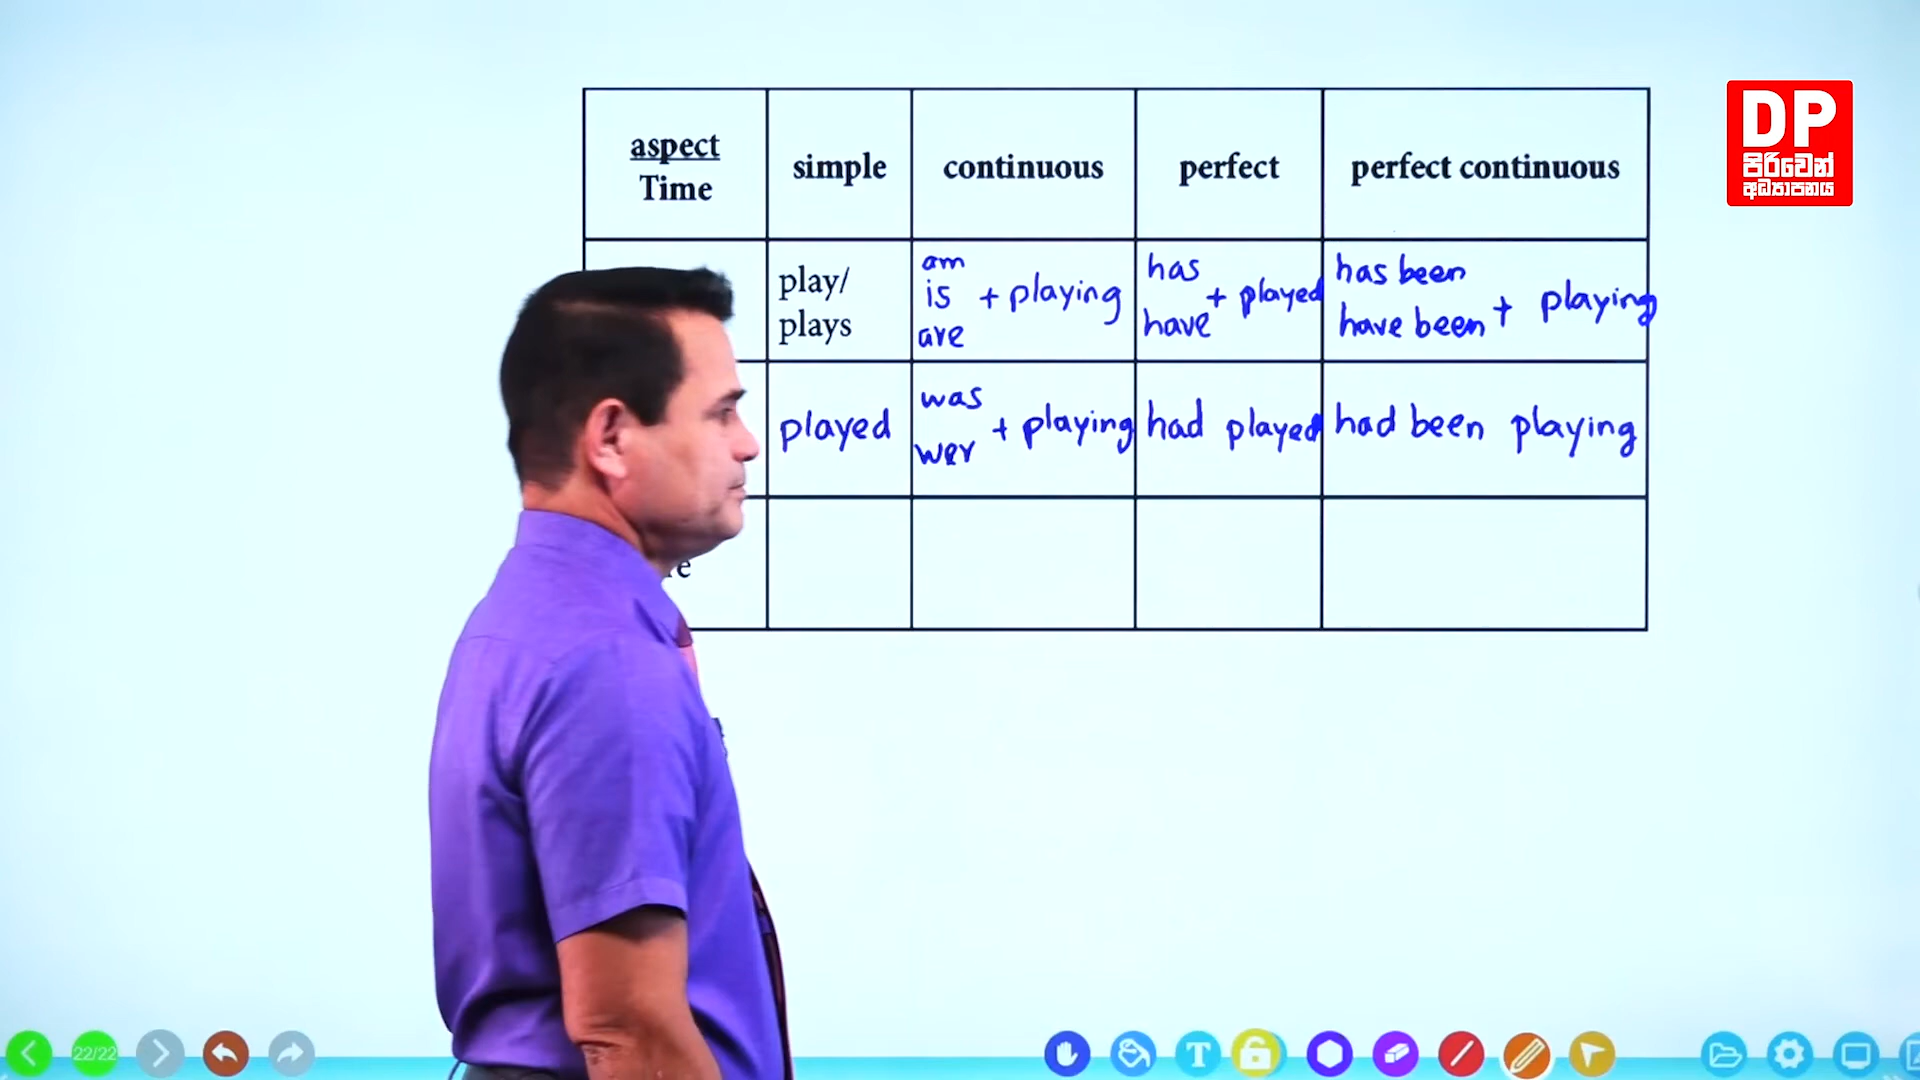 DP
පිරිවෙන්
අධ්‍යාපනය
aspect
Time
simple
continuous
perfect
perfect continuous
play/
plays
am
is
are
+ playing
has
have
+ played
has been
have been
+ playing
played
was
wer
+ playing
had played
had been playing
22/22
T